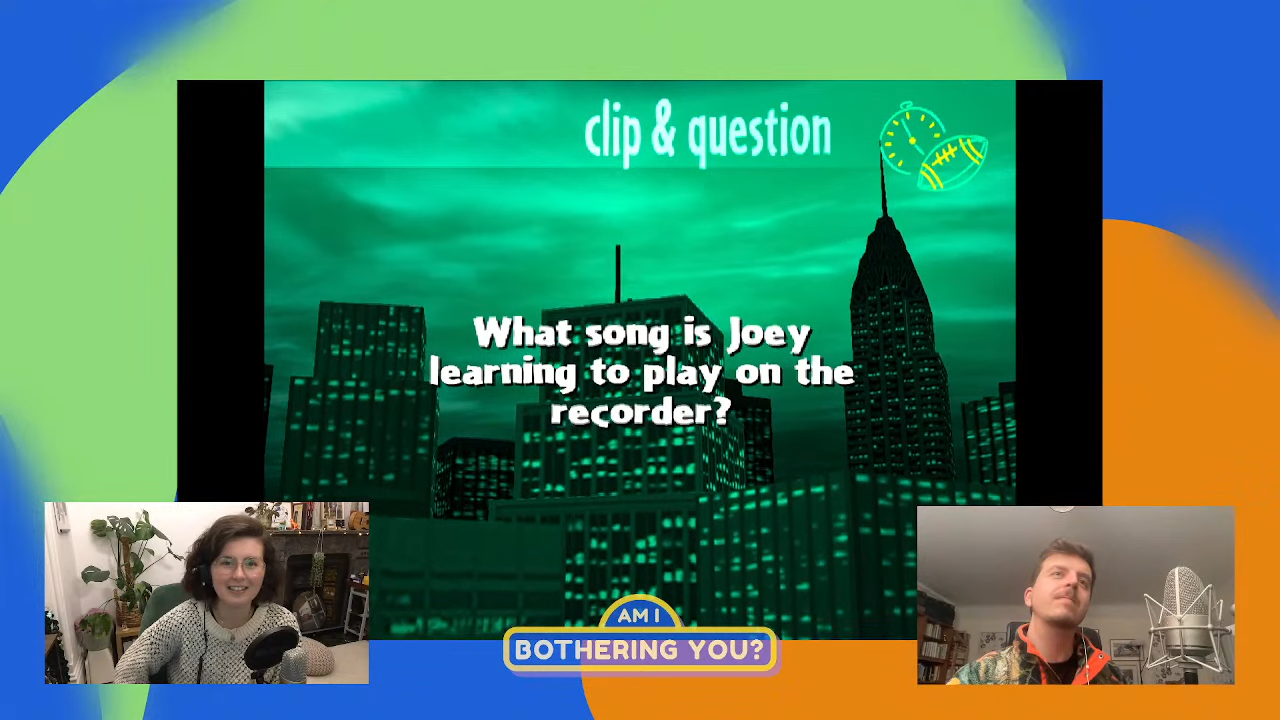 clip & question
What song is Joey
learning to play on the
recorder?
AM I
BOTHERING YOU?